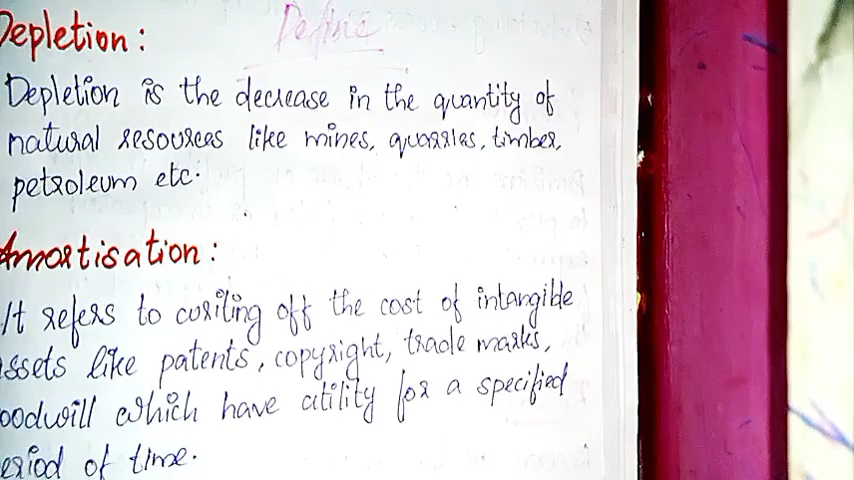 Define
Depletion:
Depletion is the decrease in the quantity of
natural resources like mines, quarries, timber,
petroleum etc.
Amortisation:
It refers to writing off the cost of intangible
assets like patents, copyright, trade marks,
goodwill which have utility for a specified
period of time.